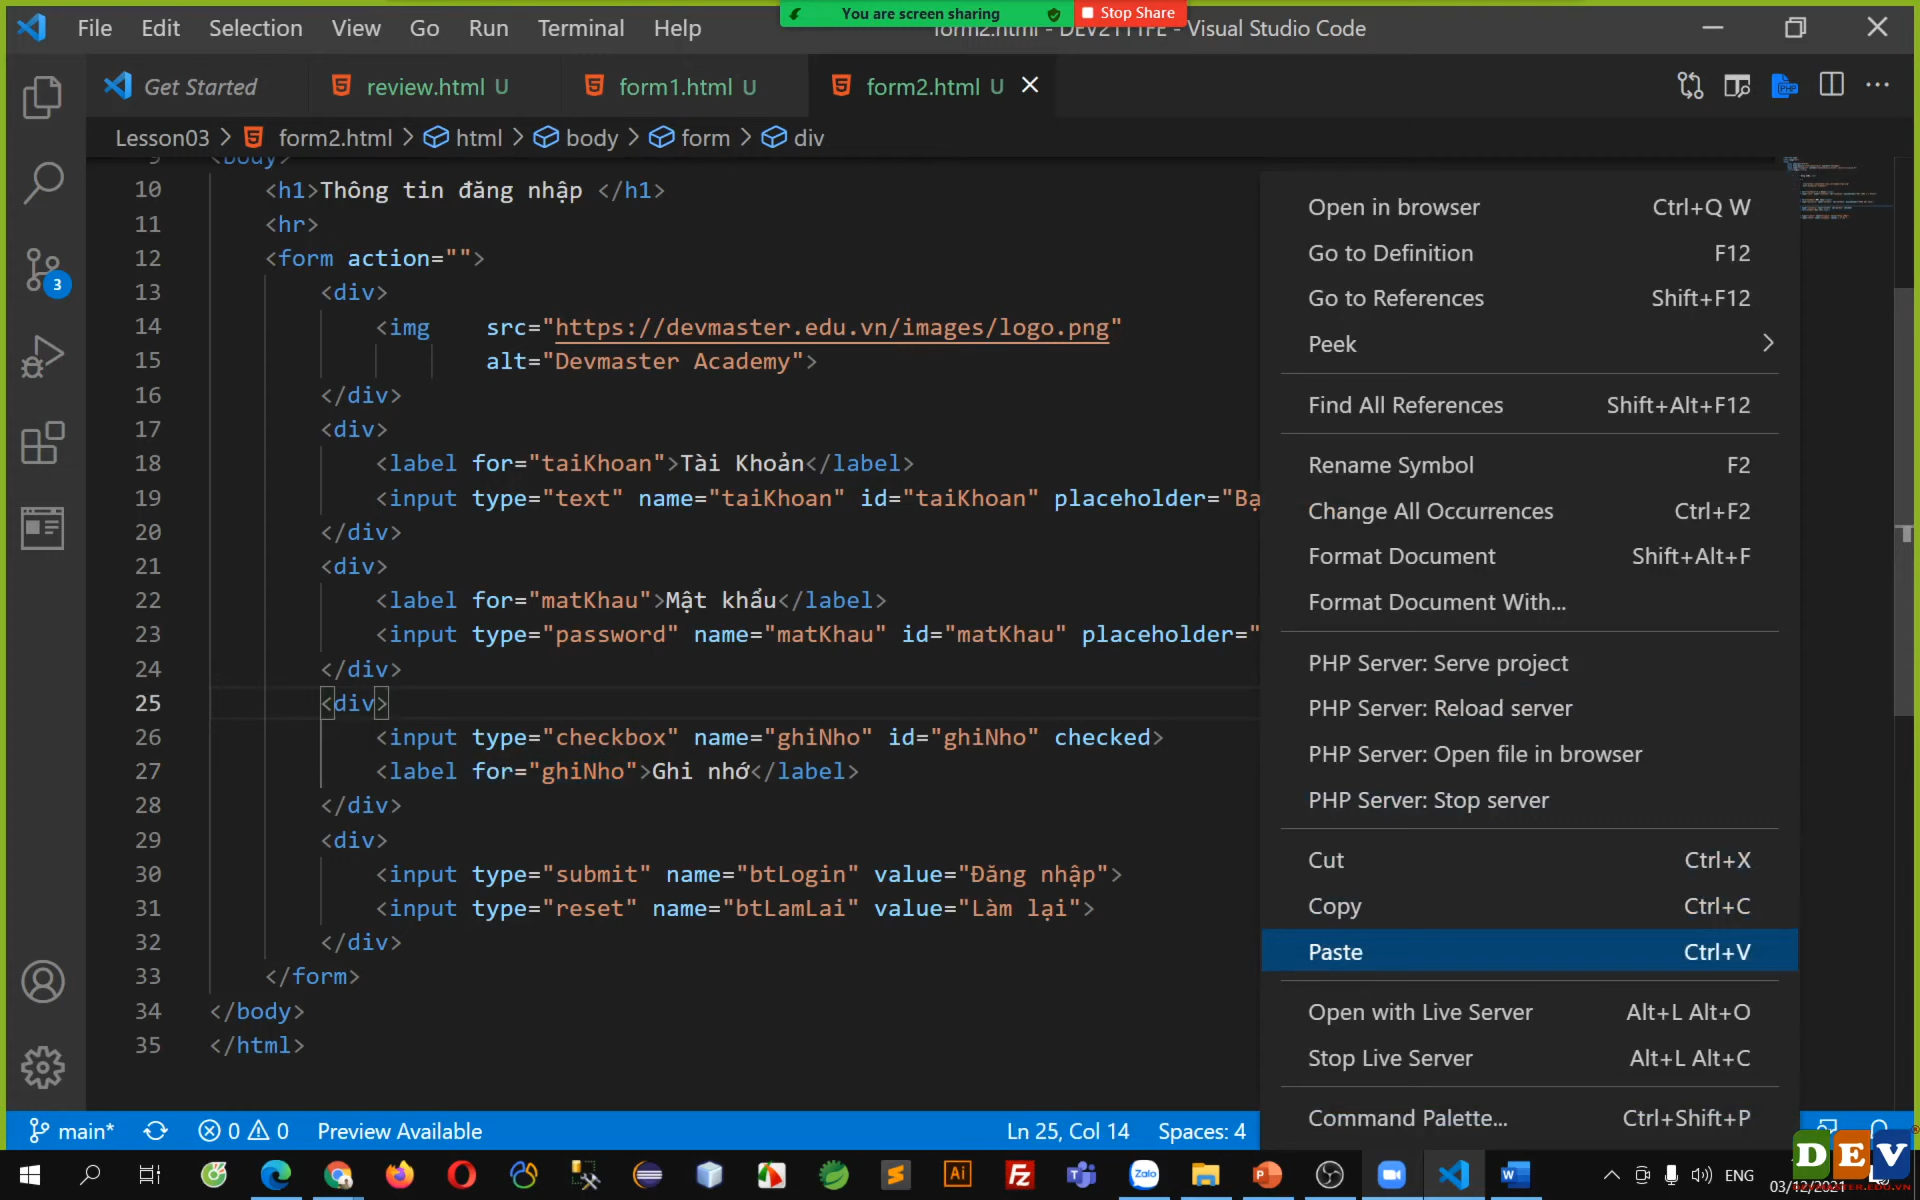 You are screen sharing
Stop Share
File Edit Selection View Go Run Terminal Help
form2.html - DEV2111FE - Visual Studio Code
Get Started
review.html U
form1.html U
form2.html U
Lesson03 > form2.html > html > body > form > div
9 <body>
10 <h1>Thông tin đăng nhập </h1>
11 <hr>
12 <form action="">
13 <div>
14 <img src="https://devmaster.edu.vn/images/logo.png"
15 alt="Devmaster Academy">
16 </div>
17 <div>
18 <label for="taiKhoan">Tài Khoản</label>
19 <input type="text" name="taiKhoan" id="taiKhoan" placeholder="Bạ
20 </div>
21 <div>
22 <label for="matKhau">Mật khẩu</label>
23 <input type="password" name="matKhau" id="matKhau" placeholder="
24 </div>
25 <div>
26 <input type="checkbox" name="ghiNho" id="ghiNho" checked>
27 <label for="ghiNho">Ghi nhớ</label>
28 </div>
29 <div>
30 <input type="submit" name="btLogin" value="Đăng nhập">
31 <input type="reset" name="btLamLai" value="Làm lại">
32 </div>
33 </form>
34 </body>
35 </html>
Open in browser Ctrl+Q W
Go to Definition F12
Go to References Shift+F12
Peek
Find All References Shift+Alt+F12
Rename Symbol F2
Change All Occurrences Ctrl+F2
Format Document Shift+Alt+F
Format Document With...
PHP Server: Serve project
PHP Server: Reload server
PHP Server: Open file in browser
PHP Server: Stop server
Cut Ctrl+X
Copy Ctrl+C
Paste Ctrl+V
Open with Live Server Alt+L Alt+O
Stop Live Server Alt+L Alt+C
Command Palette... Ctrl+Shift+P
3
main* 0 0 Preview Available
Ln 25, Col 14 Spaces: 4
ENG
03/12/2021
DEV